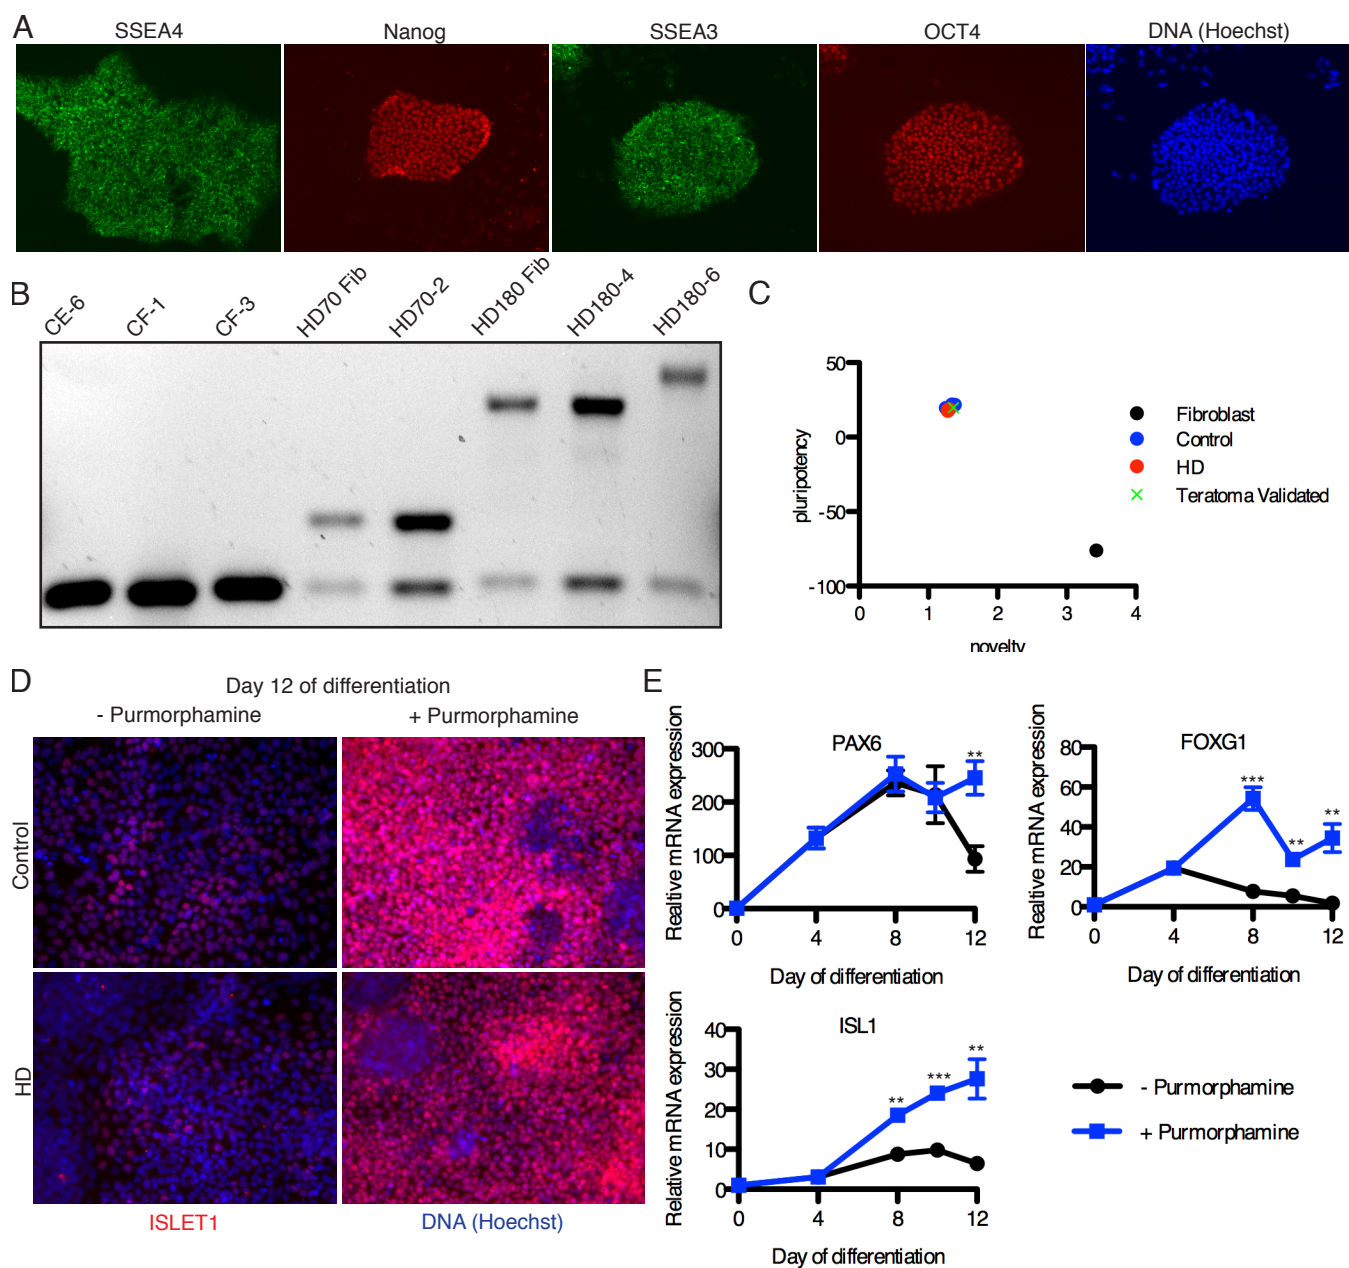 A
SSEA4
Nanog
SSEA3
OCT4
DNA (Hoechst)
B
CE-6
CF-1
CF-3
HD70 Fib
HD70-2
HD180 Fib
HD180-4
HD180-6
C
50
0
-50
-100
pluripotency
0
1
2
3
4
novelty
Fibroblast
Control
HD
Teratoma Validated
D
Day 12 of differentiation
- Purmorphamine
+ Purmorphamine
Control
HD
ISLET1
DNA (Hoechst)
E
PAX6
Realtive mRNA expression
300
200
100
0
**
0
4
8
12
Day of differentiation
FOXG1
Realtive mRNA expression
80
60
40
20
0
***
**
**
0
4
8
12
Day of differentiation
ISL1
Relative mRNA expression
40
30
20
10
0
**
***
**
0
4
8
12
Day of differentiation
- Purmorphamine
+ Purmorphamine